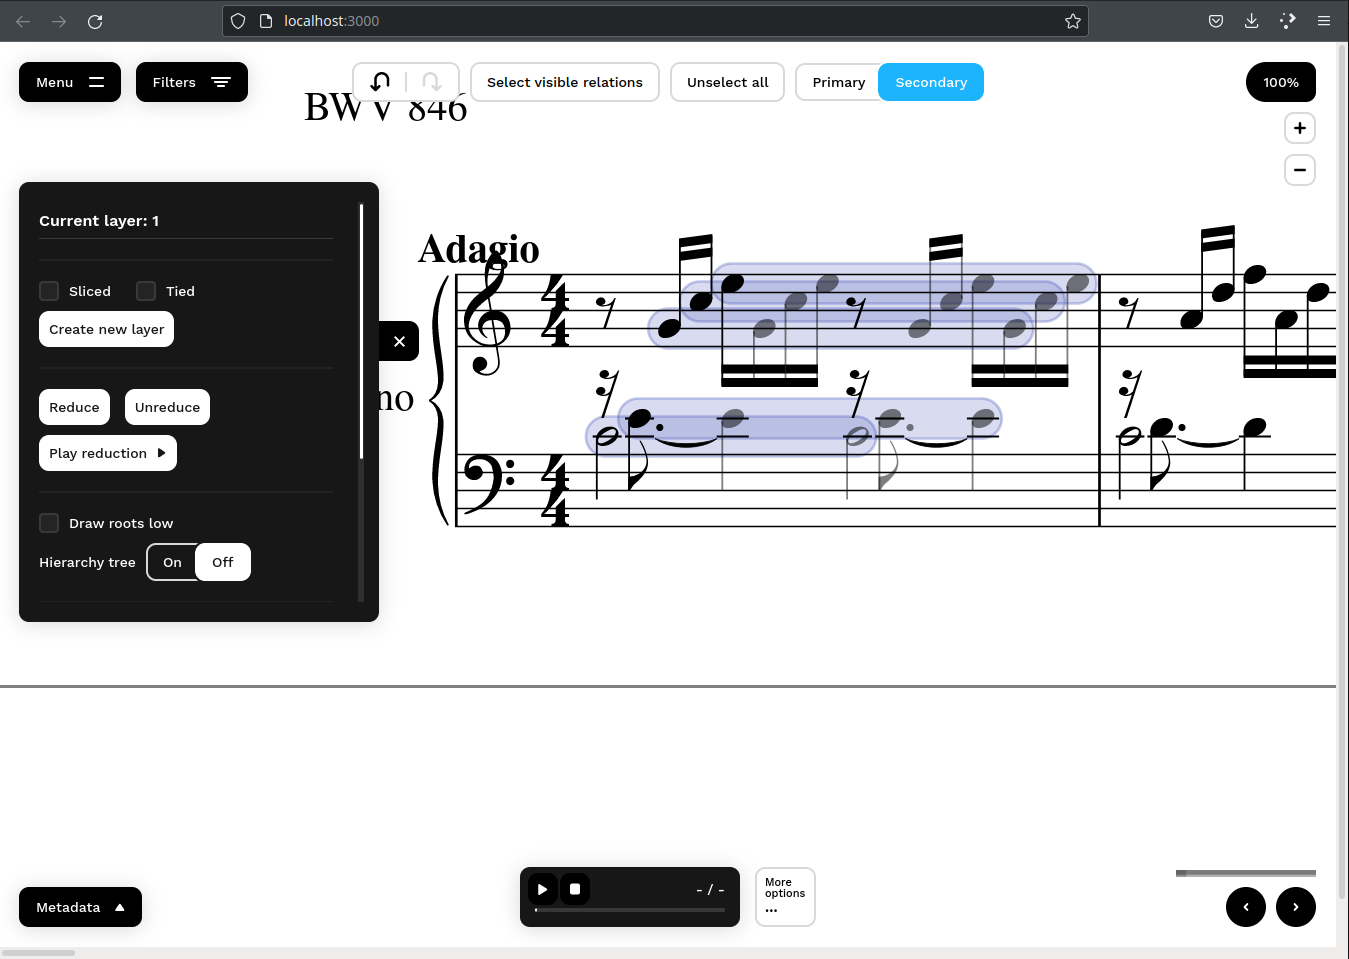 localhost:3000
Menu
Filters
Select visible relations
Unselect all
Primary
Secondary
100%
BWV 846
+
−
Current layer: 1
Sliced
Tied
Create new layer
Adagio
no
Reduce
Unreduce
Play reduction
Draw roots low
Hierarchy tree
On
Off
Metadata
- / -
More
options
...